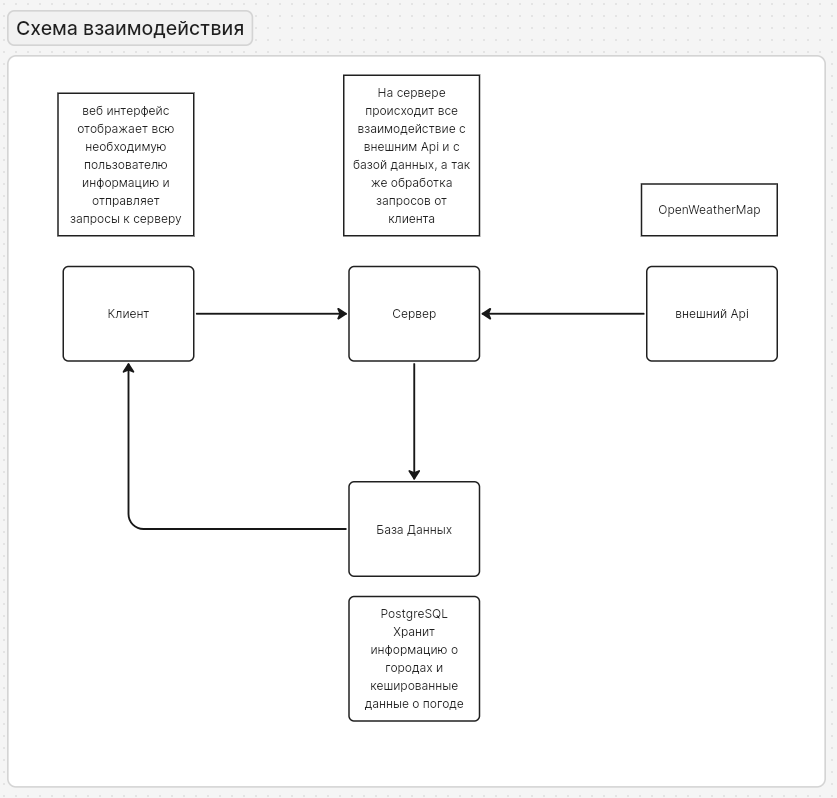 Схема взаимодействия
веб интерфейс
отображает всю
необходимую
пользователю
информацию и
отправляет
запросы к серверу
На сервере
происходит все
взаимодействие с
внешним Api и с
базой данных, а так
же обработка
запросов от
клиента
OpenWeatherMap
Клиент
Сервер
внешний Api
База Данных
PostgreSQL
Хранит
информацию о
городах и
кешированные
данные о погоде